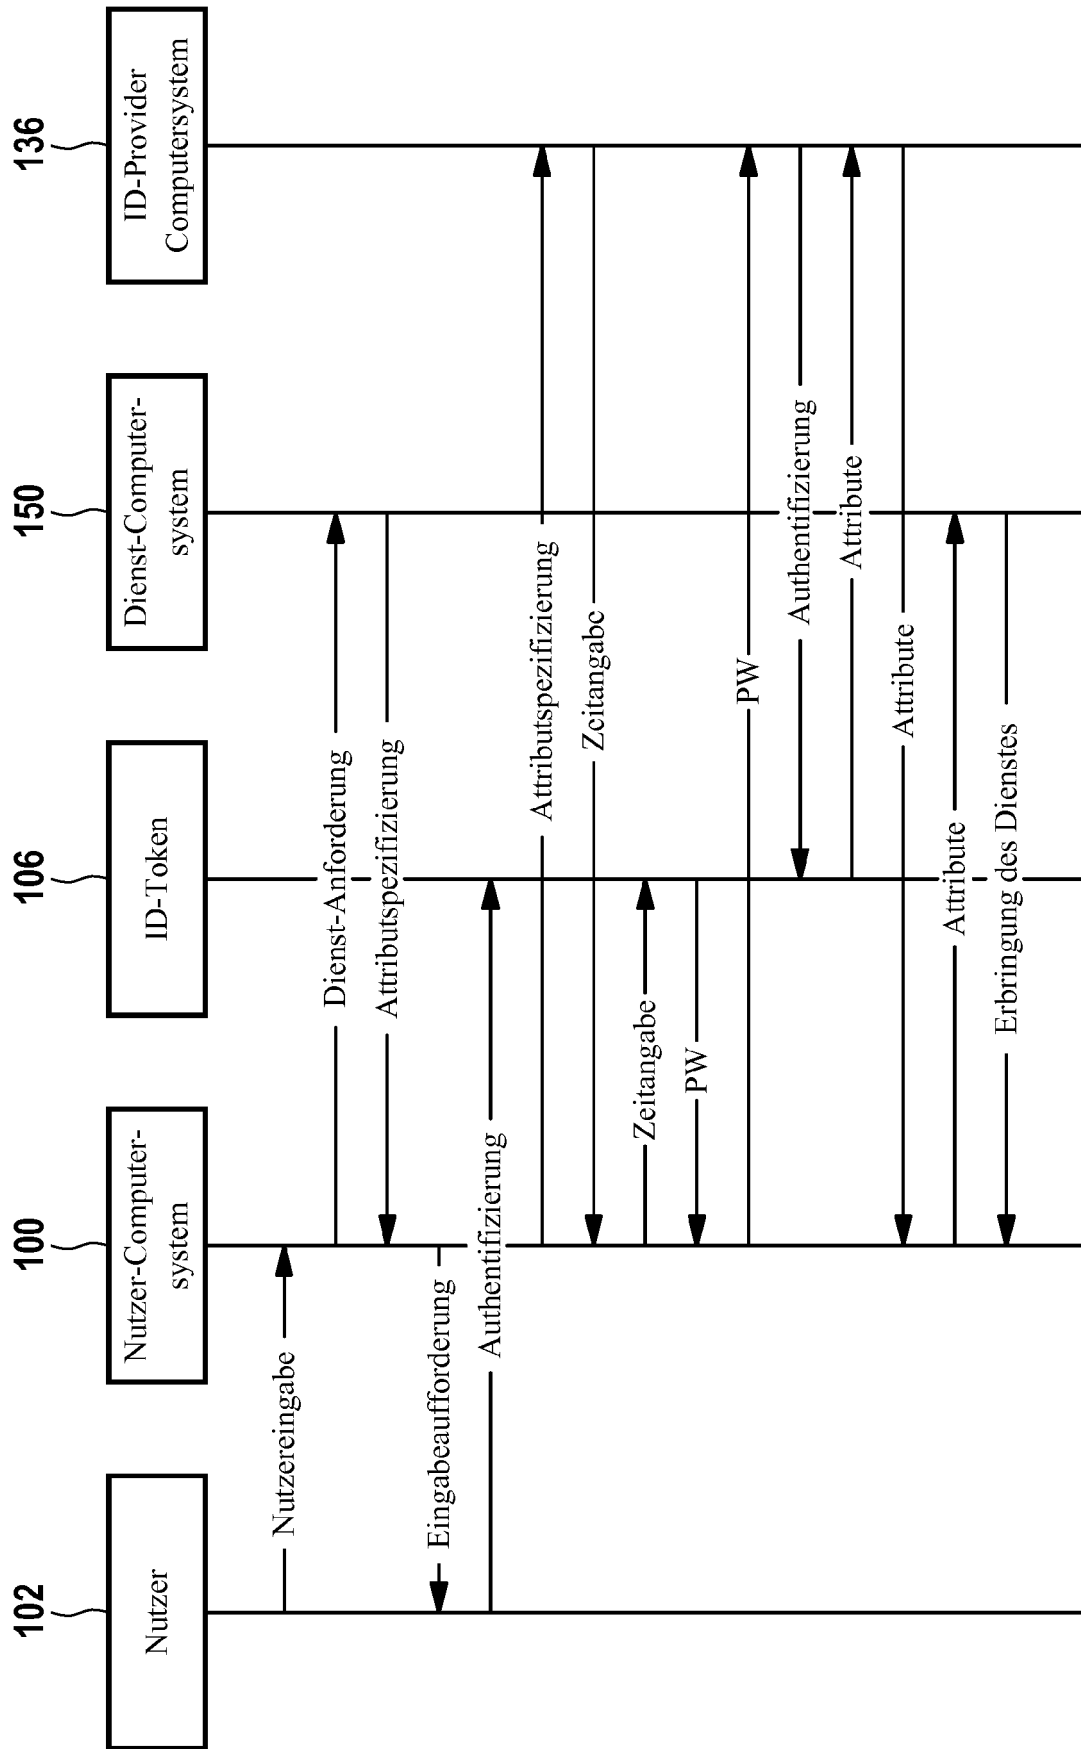 102
100
106
150
136
Nutzer
Nutzer-Computer-
system
ID-Token
Dienst-Computer-
system
ID-Provider
Computersystem
Nutzereingabe
Dienst-Anforderung
Attributspezifizierung
Eingabeaufforderung
Authentifizierung
Attributspezifizierung
Zeitangabe
Zeitangabe
PW
PW
Authentifizierung
Attribute
Attribute
Attribute
Erbringung des Dienstes